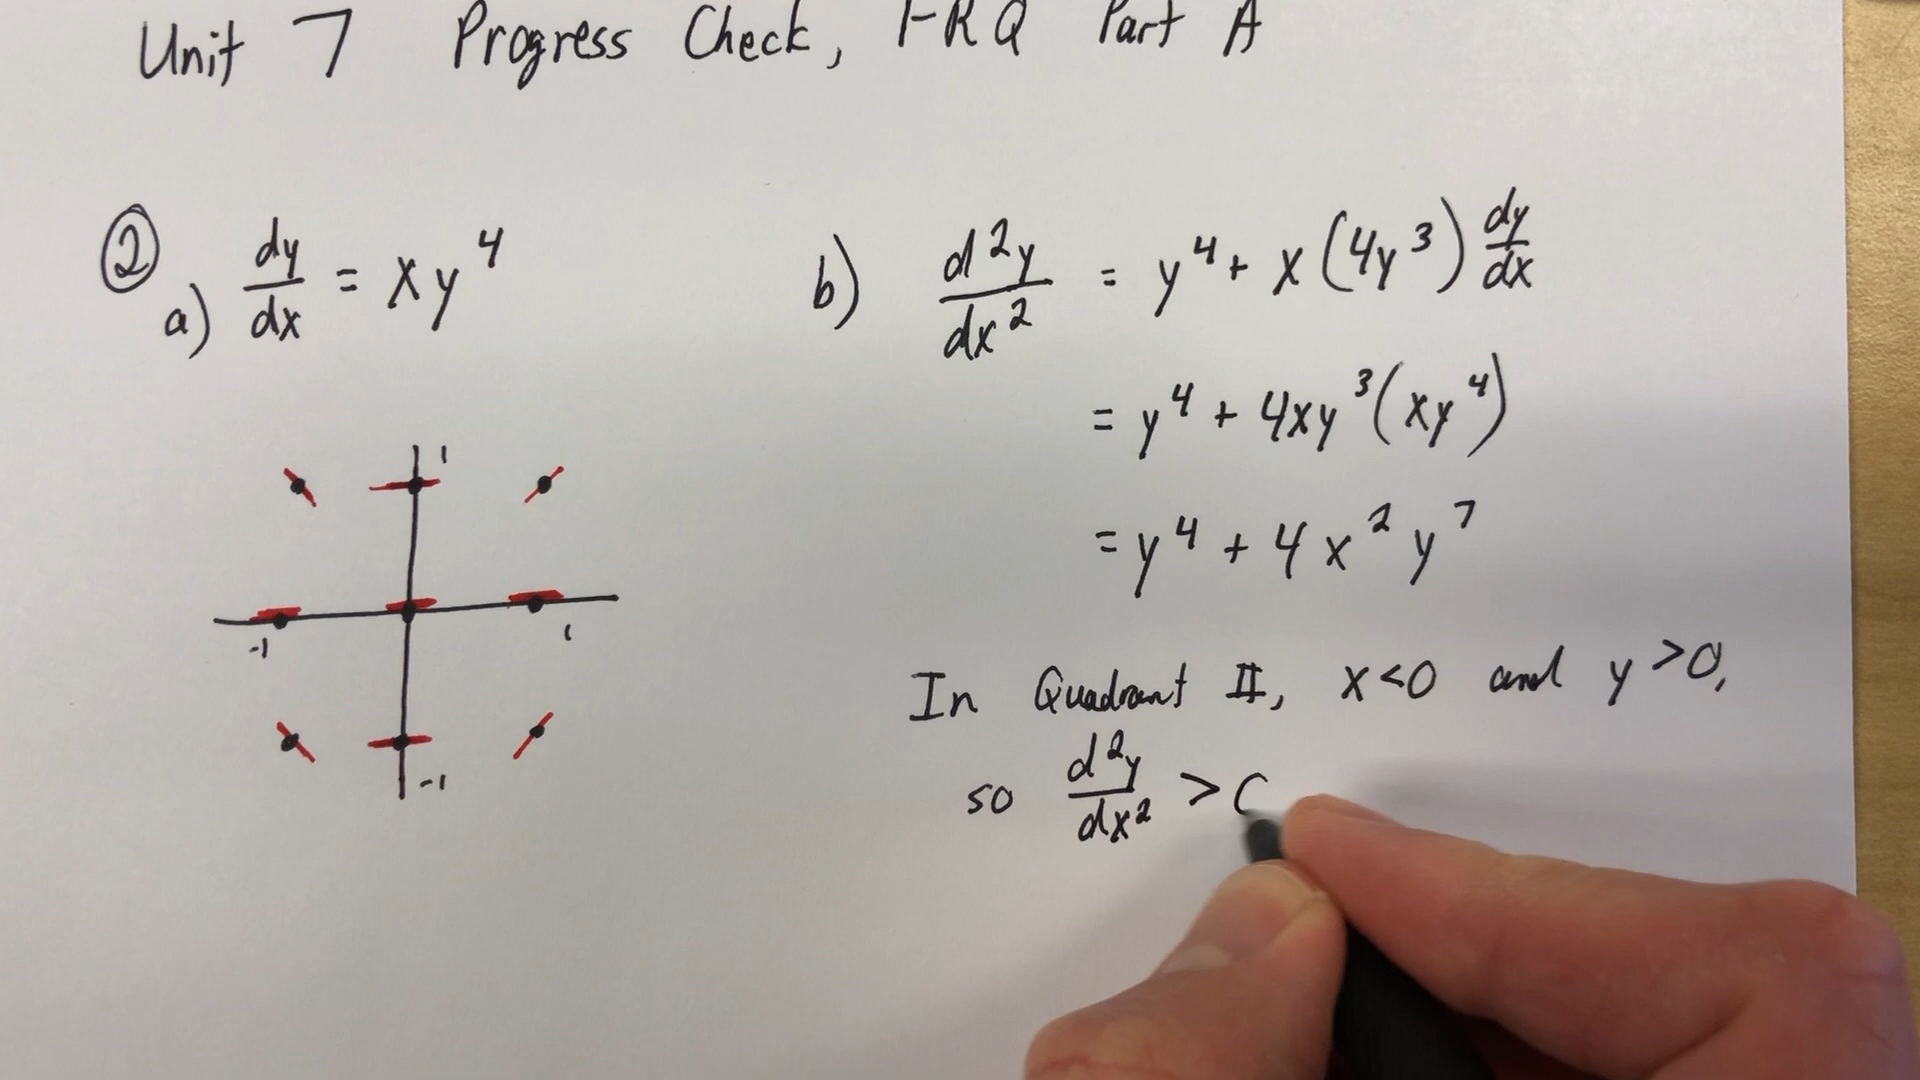 Unit 7 Progress Check, FRQ Part A
② a) dy/dx = xy⁴
1
-1 1
-1
b) d²y/dx² = y⁴ + x(4y³) dy/dx
= y⁴ + 4xy³(xy⁴)
= y⁴ + 4x²y⁷
In Quadrant II, x<0 and y>0,
so d²y/dx² >